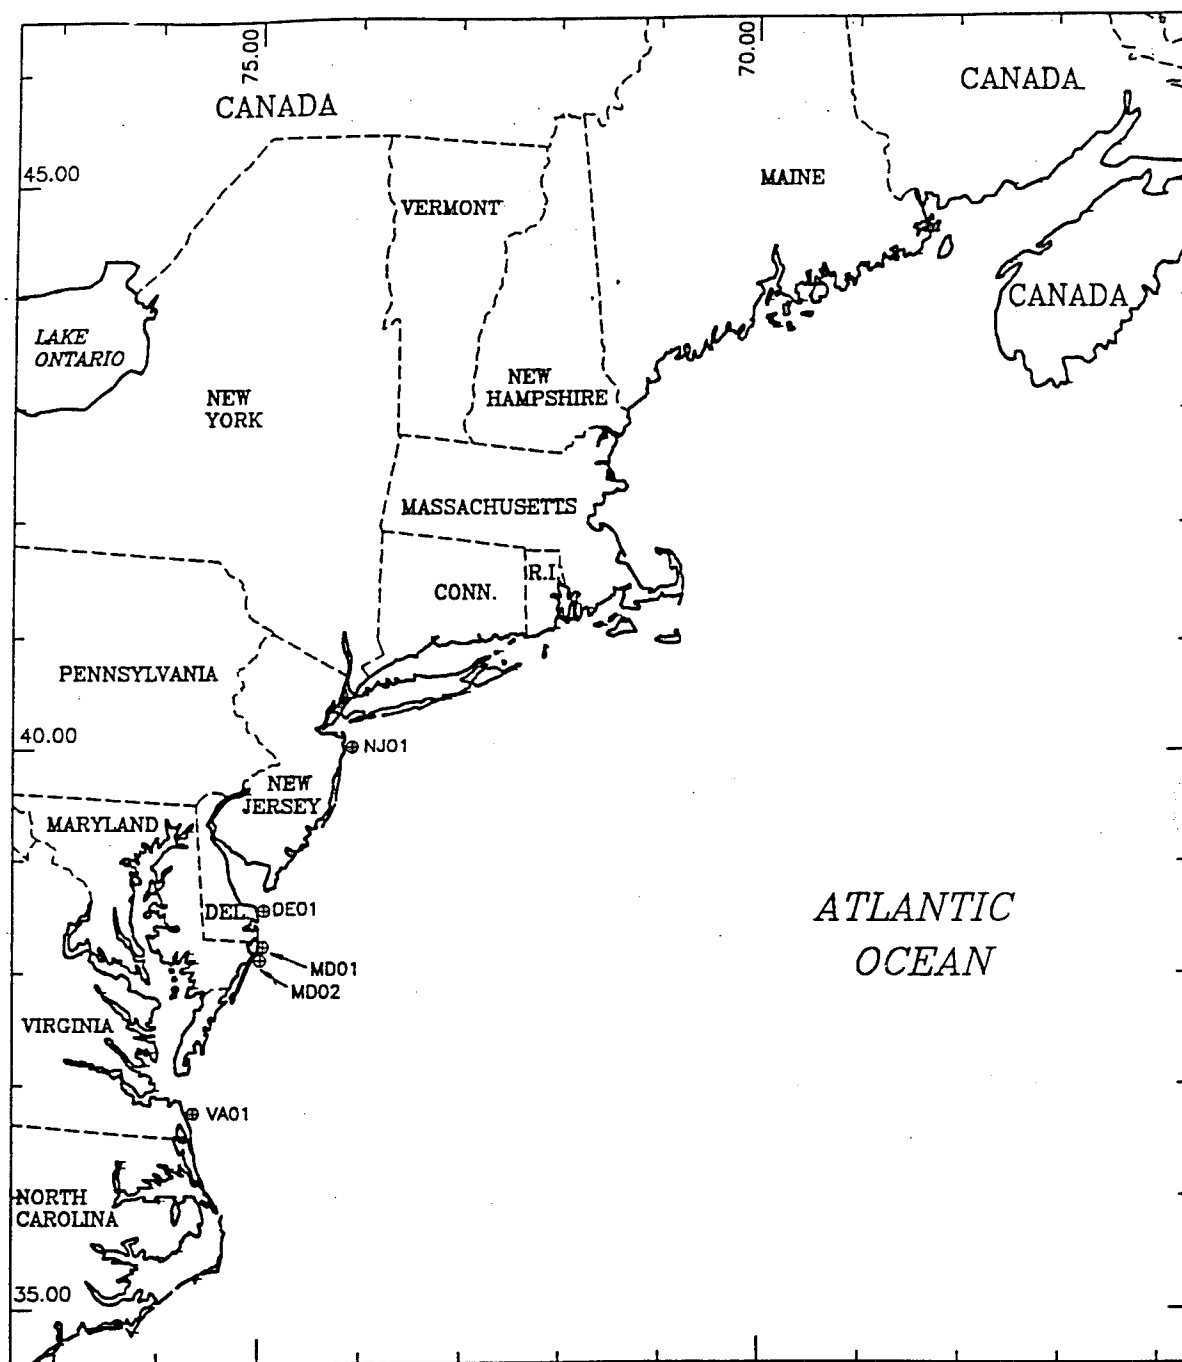 75.00
70.00
CANADA
CANADA
45.00
MAINE
VERMONT
CANADA
LAKE
ONTARIO
NEW
HAMPSHIRE
NEW
YORK
MASSACHUSETTS
R.I.
CONN.
PENNSYLVANIA
40.00
NJ01
NEW
JERSEY
MARYLAND
DEL.
DE01
ATLANTIC
OCEAN
MD01
MD02
VIRGINIA
VA01
NORTH
CAROLINA
35.00